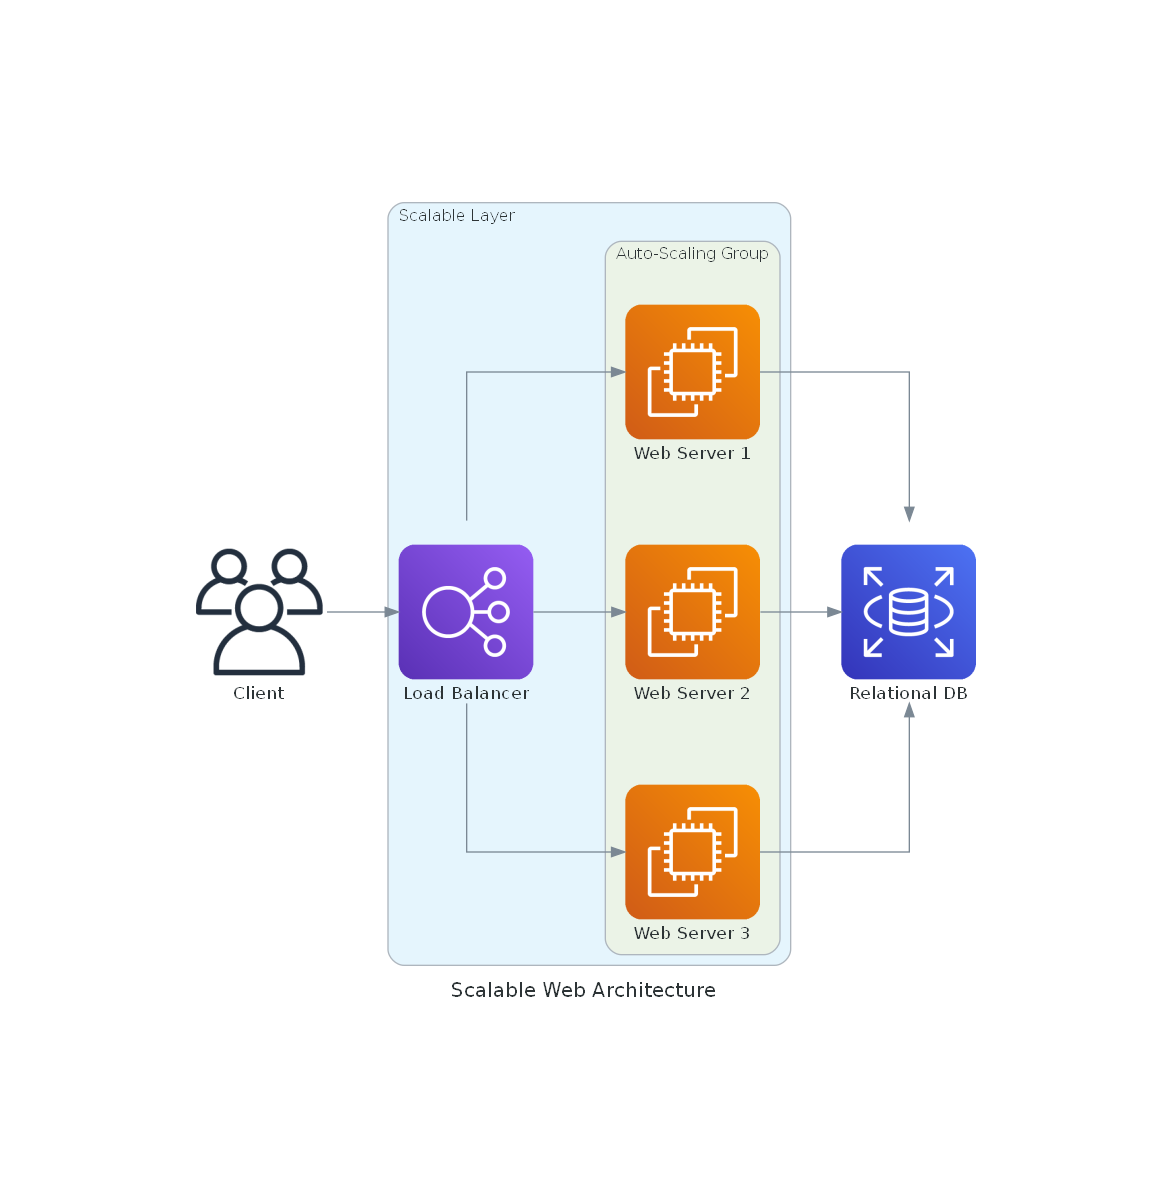 Scalable Layer
Auto-Scaling Group
Web Server 1
Client
Load Balancer
Web Server 2
Relational DB
Web Server 3
Scalable Web Architecture